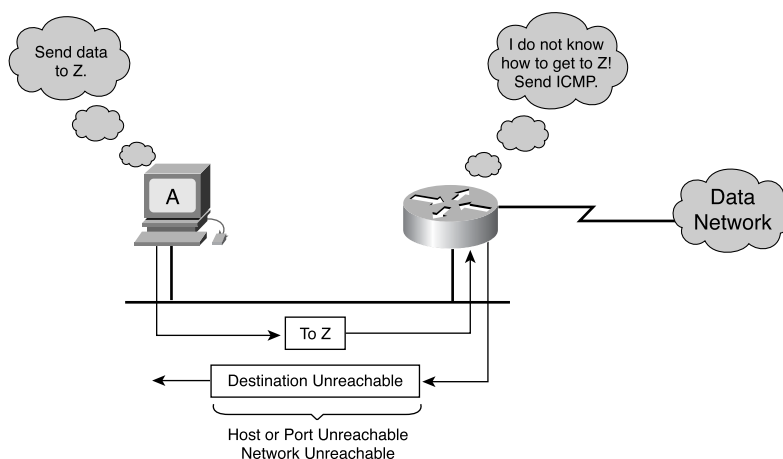 Send data
to Z.
I do not know
how to get to Z!
Send ICMP.
A
Data
Network
To Z
Destination Unreachable
Host or Port Unreachable
Network Unreachable